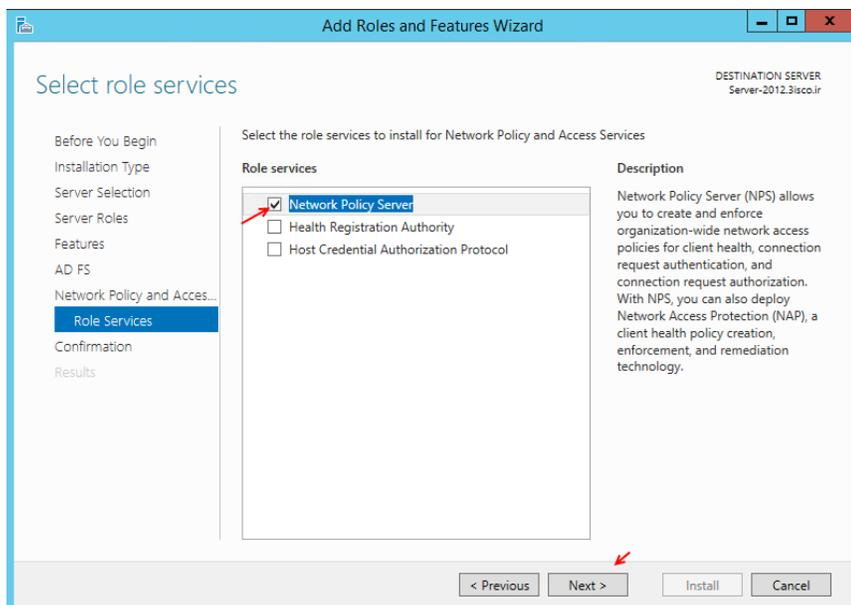 Add Roles and Features Wizard
Select role services
DESTINATION SERVER
Server-2012.3isco.ir
Before You Begin
Installation Type
Server Selection
Server Roles
Features
AD FS
Network Policy and Acces...
Role Services
Confirmation
Results
Select the role services to install for Network Policy and Access Services
Role services
Network Policy Server
Health Registration Authority
Host Credential Authorization Protocol
Description
Network Policy Server (NPS) allows
you to create and enforce
organization-wide network access
policies for client health, connection
request authentication, and
connection request authorization.
With NPS, you can also deploy
Network Access Protection (NAP), a
client health policy creation,
enforcement, and remediation
technology.
< Previous
Next >
Install
Cancel